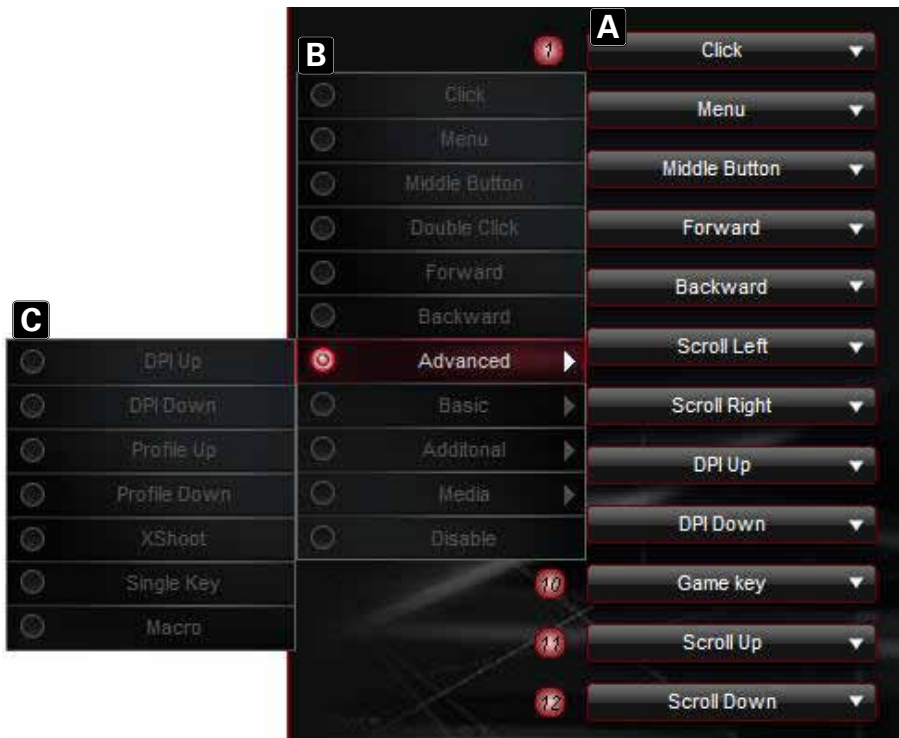 A
1 Click
Menu
Middle Button
Forward
Backward
Scroll Left
Scroll Right
DPI Up
DPI Down
10 Game key
11 Scroll Up
12 Scroll Down
B
Click
Menu
Middle Button
Double Click
Forward
Backward
Advanced
Basic
Additonal
Media
Disable
C
DPI Up
DPI Down
Profile Up
Profile Down
XShoot
Single Key
Macro